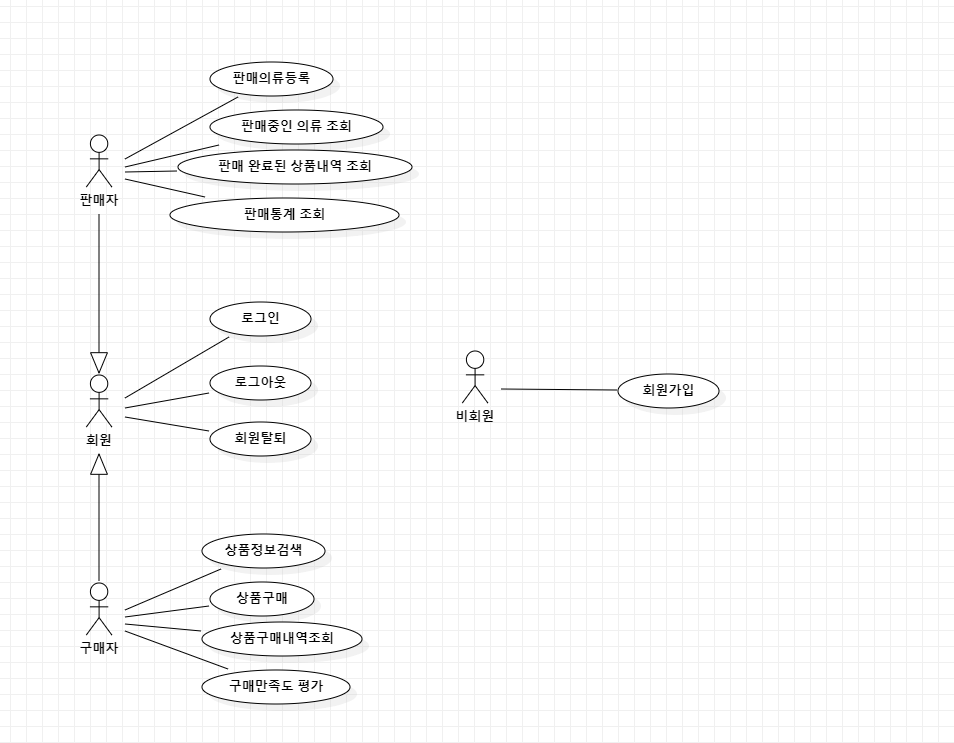 판매의류등록
판매중인 의류 조회
판매 완료된 상품내역 조회
판매자
판매통계 조회
로그인
로그아웃
회원
회원탈퇴
비회원
회원가입
상품정보검색
상품구매
상품구매내역조회
구매자
구매만족도 평가